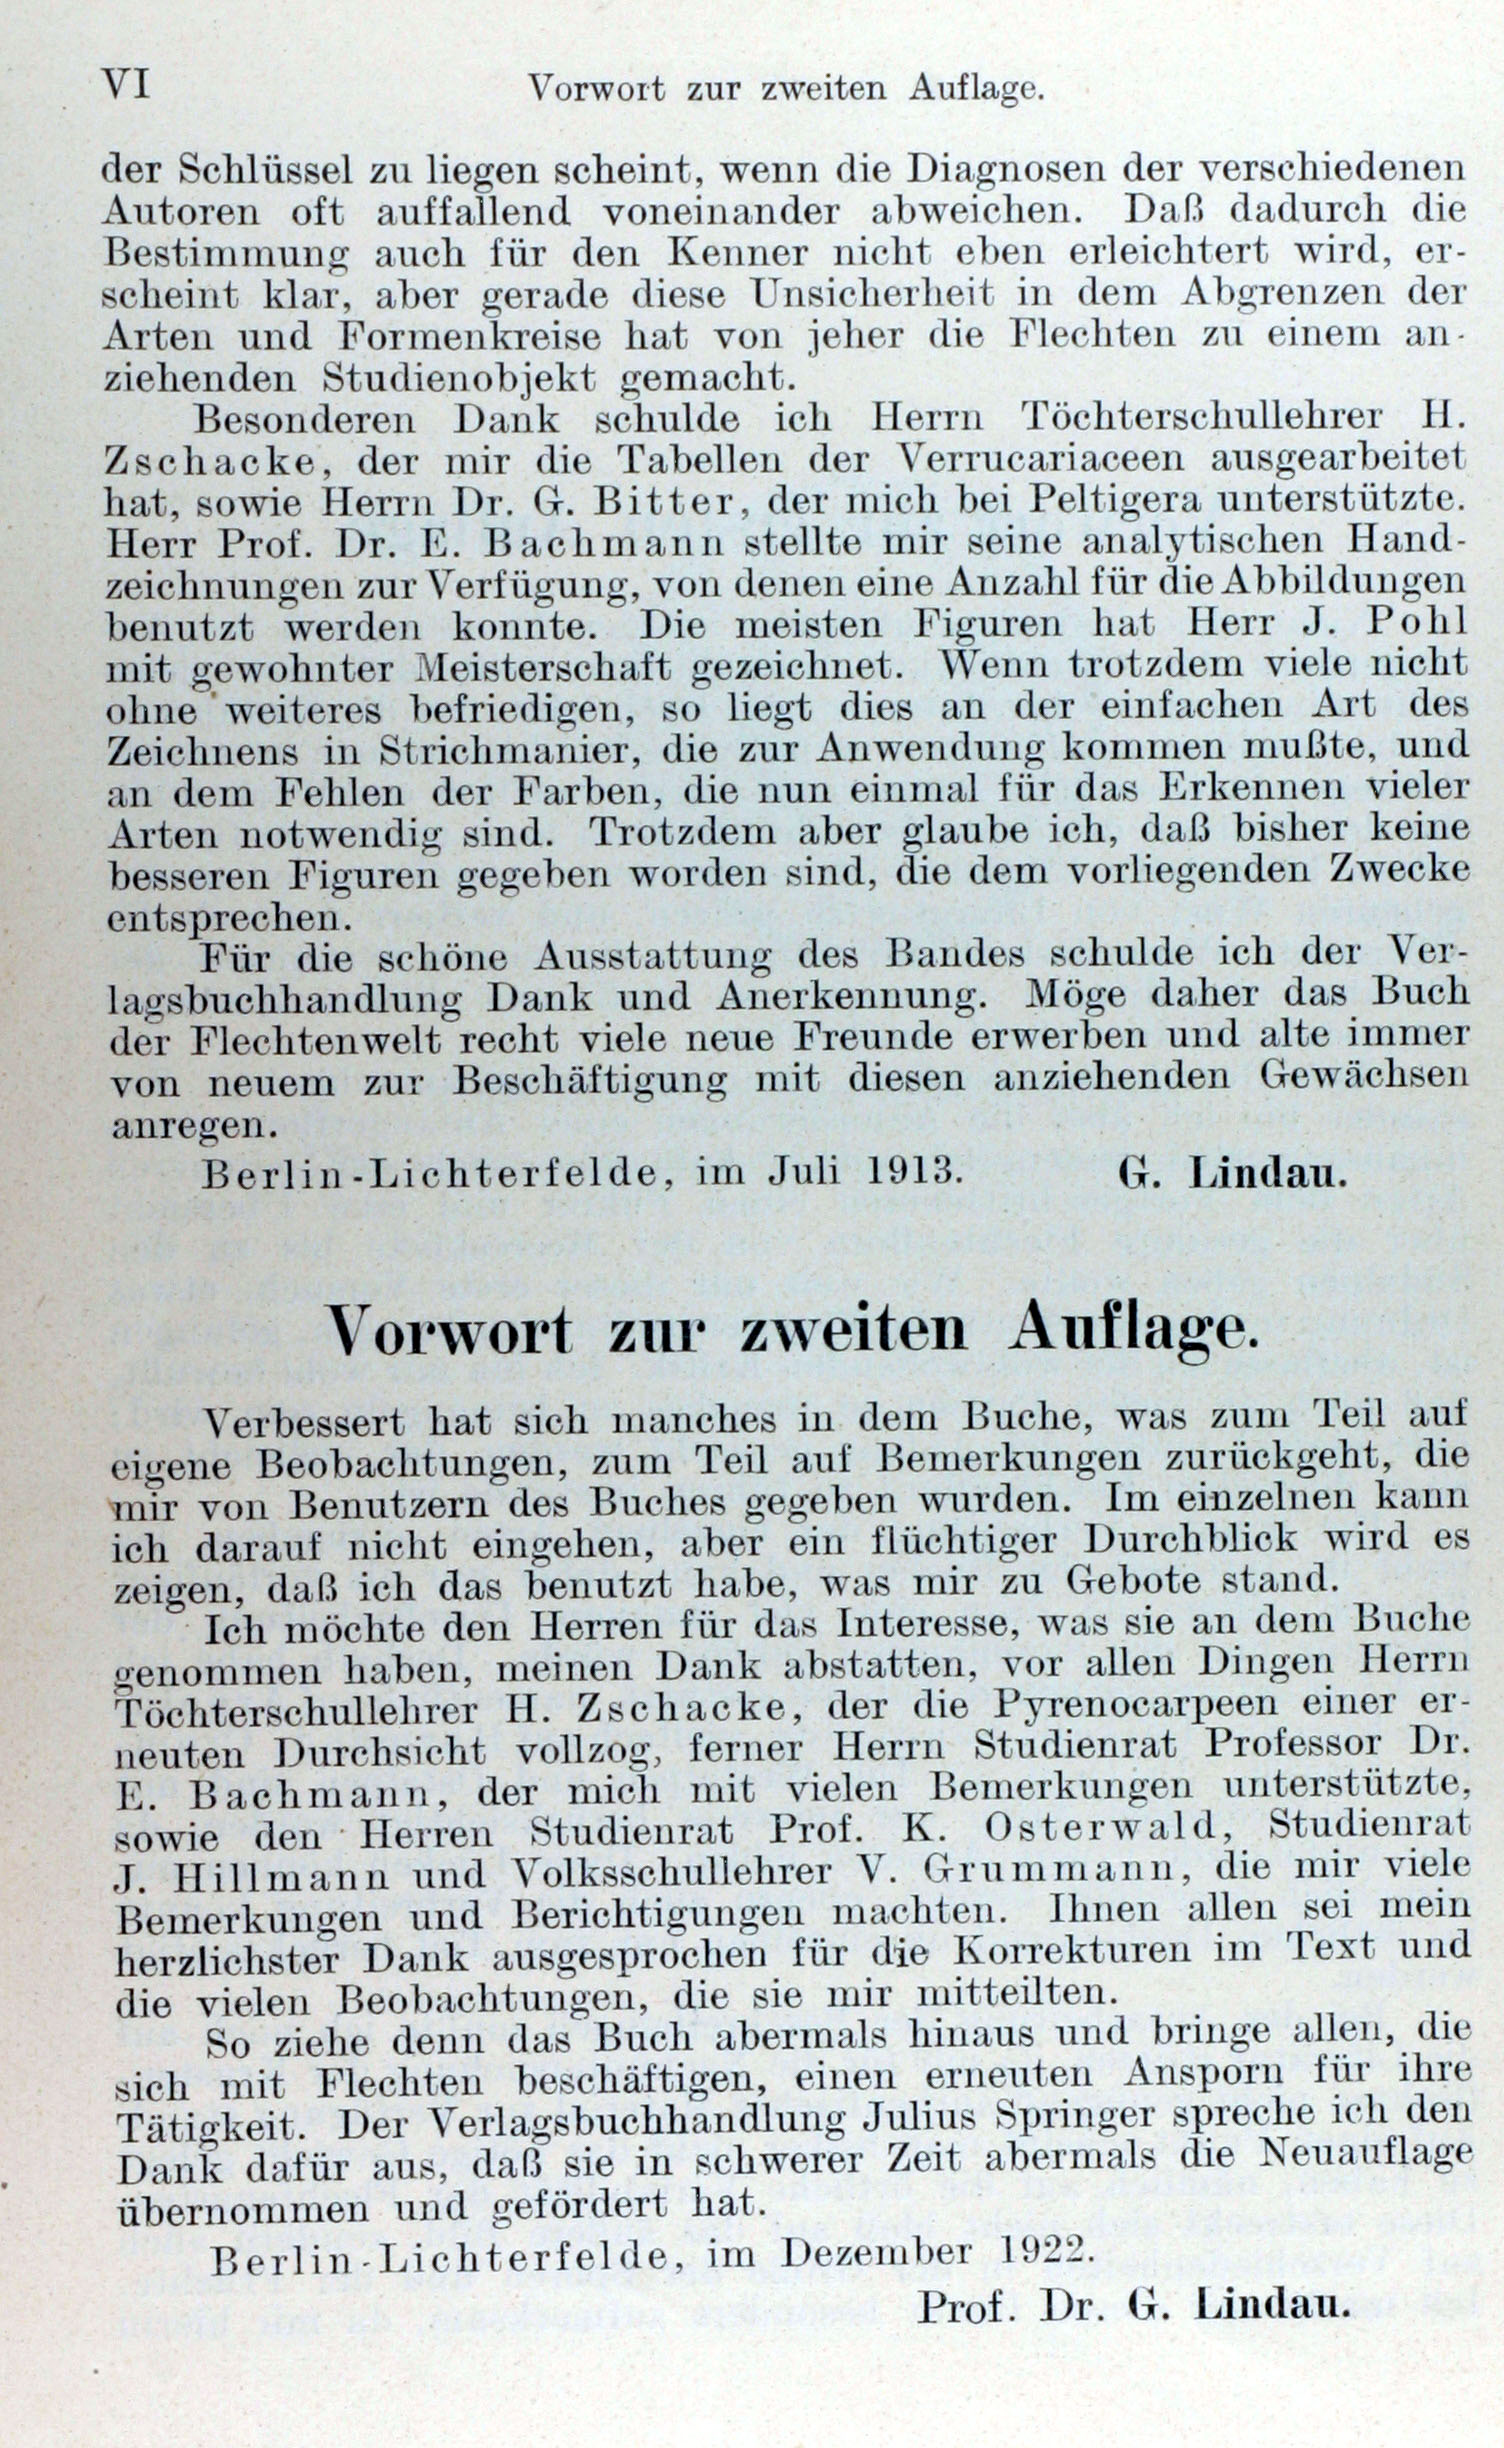 VI Vorwort zur zweiten Auflage.
der Schlüssel zu liegen scheint, wenn die Diagnosen der verschiedenen
Autoren oft auffallend voneinander abweichen. Daß dadurch die
Bestimmung auch für den Kenner nicht eben erleichtert wird, er-
scheint klar, aber gerade diese Unsicherheit in dem Abgrenzen der
Arten und Formenkreise hat von jeher die Flechten zu einem an-
ziehenden Studienobjekt gemacht.
Besonderen Dank schulde ich Herrn Töchterschullehrer H.
Zschacke, der mir die Tabellen der Verrucariaceen ausgearbeitet
hat, sowie Herrn Dr. G. Bitter, der mich bei Peltigera unterstützte.
Herr Prof. Dr. E. Bachmann stellte mir seine analytischen Hand-
zeichnungen zur Verfügung, von denen eine Anzahl für die Abbildungen
benutzt werden konnte. Die meisten Figuren hat Herr J. Pohl
mit gewohnter Meisterschaft gezeichnet. Wenn trotzdem viele nicht
ohne weiteres befriedigen, so liegt dies an der einfachen Art des
Zeichnens in Strichmanier, die zur Anwendung kommen mußte, und
an dem Fehlen der Farben, die nun einmal für das Erkennen vieler
Arten notwendig sind. Trotzdem aber glaube ich, daß bisher keine
besseren Figuren gegeben worden sind, die dem vorliegenden Zwecke
entsprechen.
Für die schöne Ausstattung des Bandes schulde ich der Ver-
lagsbuchhandlung Dank und Anerkennung. Möge daher das Buch
der Flechtenwelt recht viele neue Freunde erwerben und alte immer
von neuem zur Beschäftigung mit diesen anziehenden Gewächsen
anregen.
Berlin-Lichterfelde, im Juli 1913. G. Lindau.
Vorwort zur zweiten Auflage.
Verbessert hat sich manches in dem Buche, was zum Teil auf
eigene Beobachtungen, zum Teil auf Bemerkungen zurückgeht, die
mir von Benutzern des Buches gegeben wurden. Im einzelnen kann
ich darauf nicht eingehen, aber ein flüchtiger Durchblick wird es
zeigen, daß ich das benutzt habe, was mir zu Gebote stand.
Ich möchte den Herren für das Interesse, was sie an dem Buche
genommen haben, meinen Dank abstatten, vor allen Dingen Herrn
Töchterschullehrer H. Zschacke, der die Pyrenocarpeen einer er-
neuten Durchsicht vollzog, ferner Herrn Studienrat Professor Dr.
E. Bachmann, der mich mit vielen Bemerkungen unterstützte,
sowie den Herren Studienrat Prof. K. Osterwald, Studienrat
J. Hillmann und Volksschullehrer V. Grummann, die mir viele
Bemerkungen und Berichtigungen machten. Ihnen allen sei mein
herzlichster Dank ausgesprochen für die Korrekturen im Text und
die vielen Beobachtungen, die sie mir mitteilten.
So ziehe denn das Buch abermals hinaus und bringe allen, die
sich mit Flechten beschäftigen, einen erneuten Ansporn für ihre
Tätigkeit. Der Verlagsbuchhandlung Julius Springer spreche ich den
Dank dafür aus, daß sie in schwerer Zeit abermals die Neuauflage
übernommen und gefördert hat.
Berlin-Lichterfelde, im Dezember 1922.
Prof. Dr. G. Lindau.